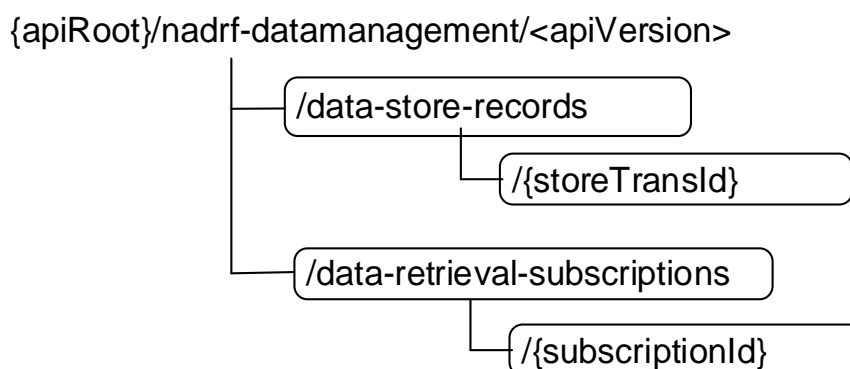 {apiRoot}/nadrf-datamanagement/<apiVersion>
/data-store-records
/{storeTransId}
/data-retrieval-subscriptions
/{subscriptionId}